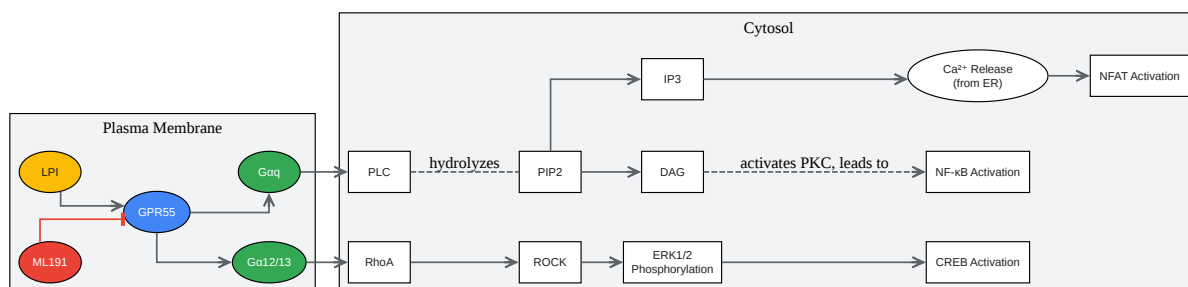 Cytosol
IP3
Ca²⁺ Release
(from ER)
NFAT Activation
Plasma Membrane
LPI
Gαq
PLC
hydrolyzes
PIP2
DAG
activates PKC, leads to
NF-κB Activation
GPR55
ML191
Gα12/13
RhoA
ROCK
ERK1/2
Phosphorylation
CREB Activation